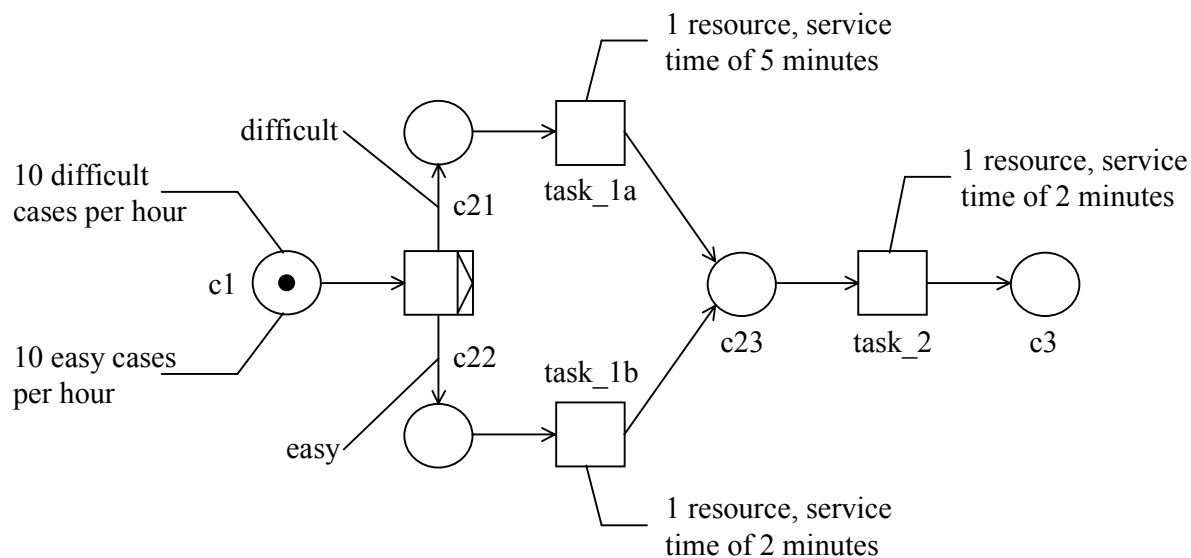 1 resource, service
time of 5 minutes
difficult
10 difficult
cases per hour
c21
task_1a
1 resource, service
time of 2 minutes
c1
10 easy cases
per hour
c22
task_1b
c23
task_2
c3
easy
1 resource, service
time of 2 minutes